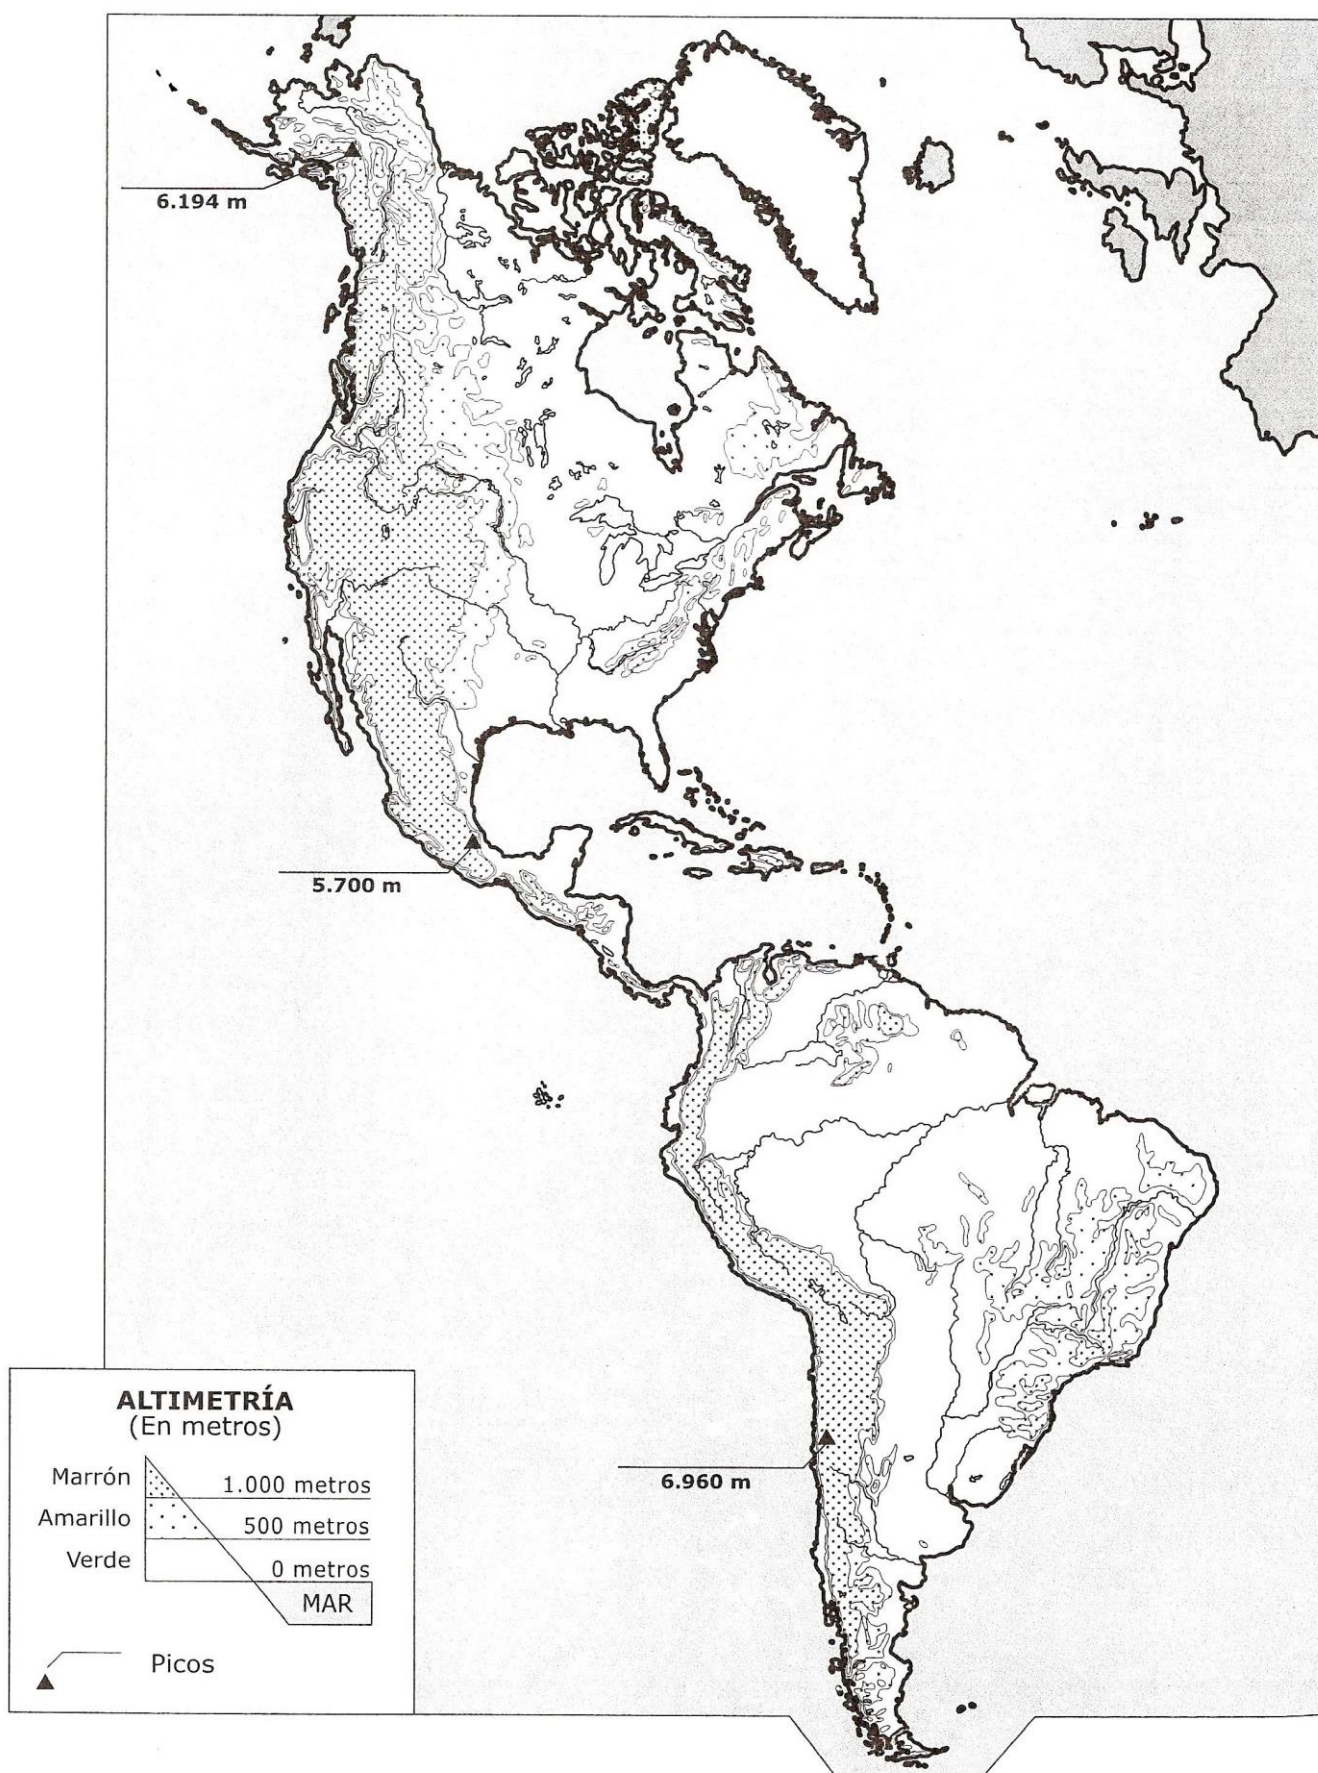 6.194 m
5.700 m
6.960 m
ALTIMETRÍA
(En metros)
Marrón
1.000 metros
Amarillo
500 metros
Verde
0 metros
MAR
Picos